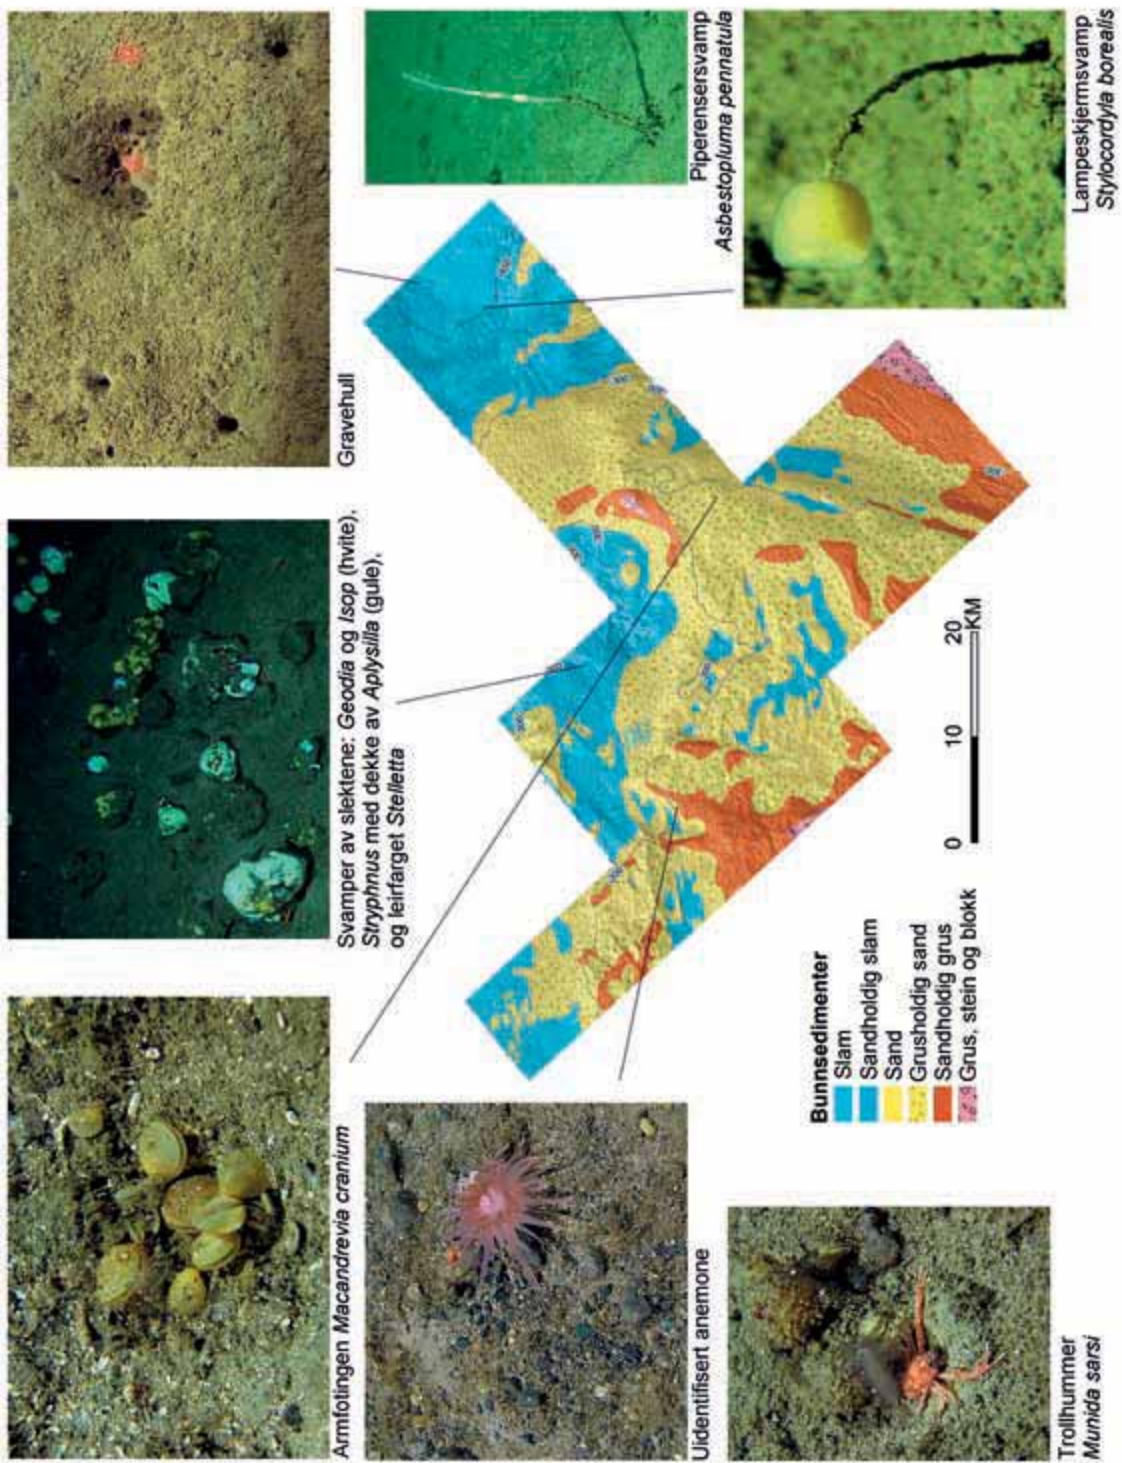 Armfotingen Macandrevia cranium
Svamper av slektene: Geodia og Isop (hvite),
Stryphnus med dekke av Aplysilla (gule),
og leirfarget Stelletta
Gravehull
Uidentifisert anemone
Piperensersvamp
Asbestopluma pennatula
Trollhummer
Munida sarsi
Bunnsedimenter
Slam
Sandholdig slam
Sand
Grusholdig sand
Sandholdig grus
Grus, stein og blokk
0
10
20
KM
Lampeskjermsvamp
Stylocordyla borealis